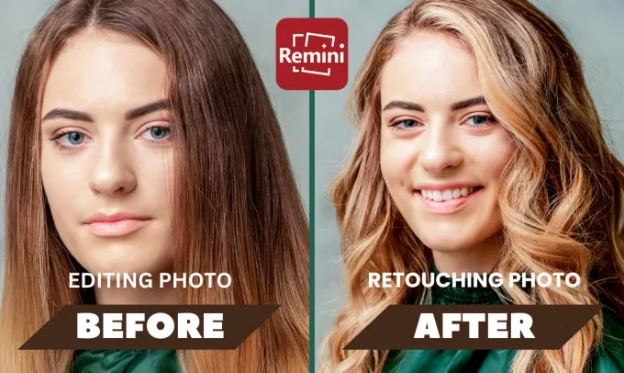 Remini
EDITING PHOTO
BEFORE
RETOUCHING PHOTO
AFTER